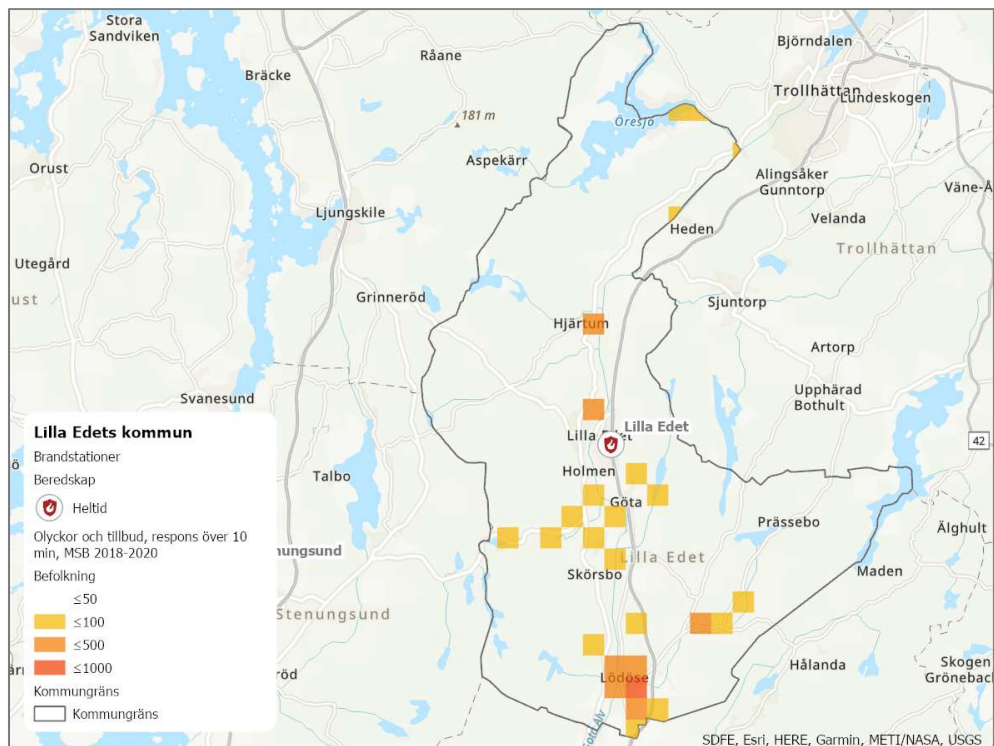 Stora
Sandviken
Björndalen
Råane
Bräcke
Trollhättan
Lundeskogen
181 m
Öresjö
Aspekärr
Orust
Alingsåker
Gunntorp
Väne-Å
Ljungskile
Velanda
Heden
Trollhättan
Utegård
ust
Grinneröd
Sjuntorp
Hjärtum
Artorp
Upphärad
Bothult
Svanesund
Lilla Edet
Lilla Edet
42
Holmen
Talbo
Göta
Prässebo
Älghult
nungsund
Lilla Edet
Skörsbo
Maden
Stenungsund
Hålanda
Skogen
Grönebac
röd
Lödöse
Göta Älv
Lilla Edets kommun
Brandstationer
Beredskap
Heltid
Olyckor och tillbud, respons över 10
min, MSB 2018-2020
Befolkning
≤50
≤100
≤500
≤1000
Kommungräns
Kommungräns
SDFE, Esri, HERE, Garmin, METI/NASA, USGS